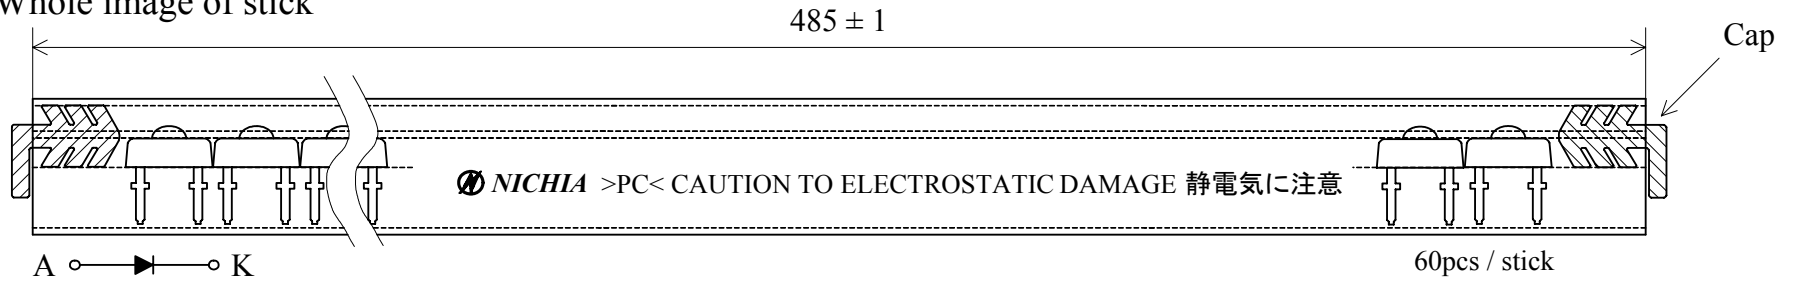 Whole image of stick
485 ± 1
Cap
NICHIA >PC< CAUTION TO ELECTROSTATIC DAMAGE 静電気に注意
A K
60pcs / stick